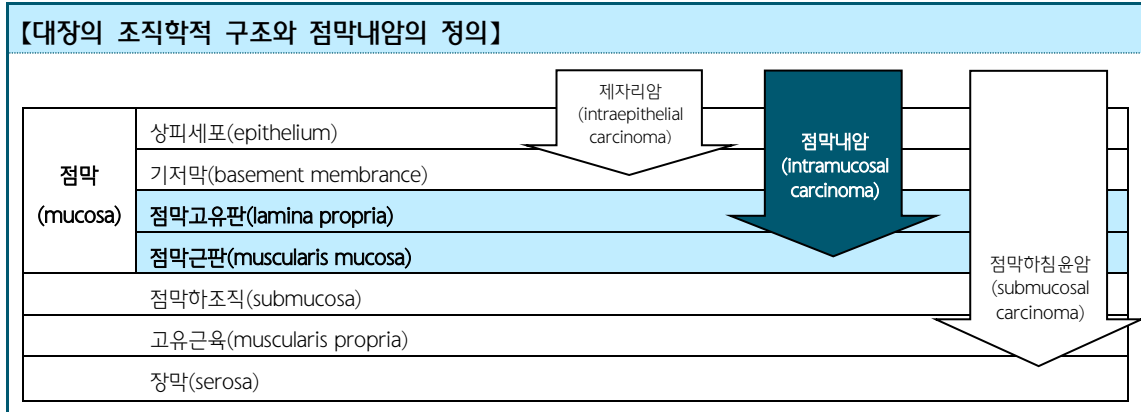 【대장의 조직학적 구조와 점막내암의 정의】
제자리암
(intraepithelial
carcinoma)
점막내암
(intramucosal
carcinoma)
점막하침윤암
(submucosal
carcinoma)
점막
(mucosa)
상피세포(epithelium)
기저막(basement membrance)
점막고유판(lamina propria)
점막근판(muscularis mucosa)
점막하조직(submucosa)
고유근육(muscularis propria)
장막(serosa)